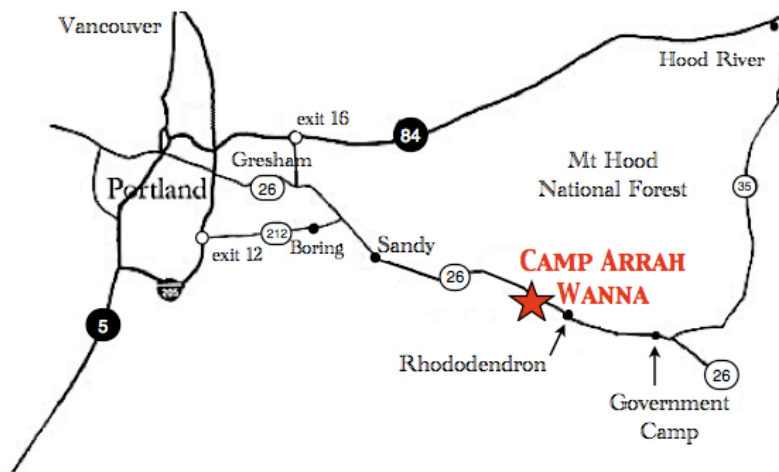 Vancouver
Hood River
exit 16
84
Gresham
Mt Hood
National Forest
Portland
26
35
212
Boring
exit 12
Sandy
205
26
CAMP ARRAH
WANNA
5
Rhododendron
26
Government
Camp